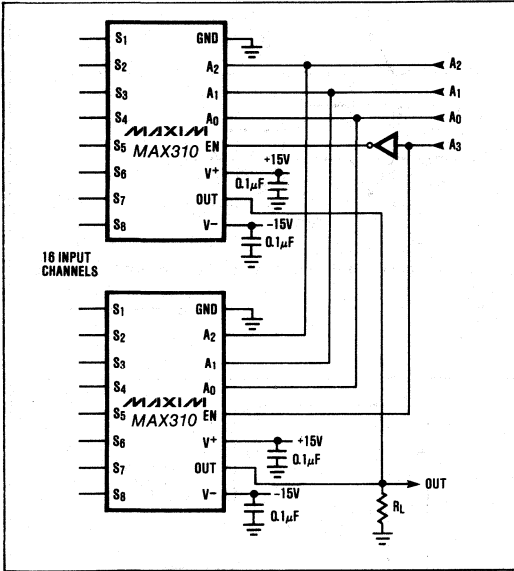 S1 GND
S2 A2 A2
S3 A1 A1
S4 A0 A0
MAXIM
S5 EN A3
MAX310
+15V
S6 V+
0.1μF
S7 OUT
S8 V− −15V
0.1μF
16 INPUT
CHANNELS
S1 GND
S2 A2
S3 A1
S4 A0
MAXIM
S5 EN
MAX310
S6 V+ +15V
0.1μF
S7 OUT OUT
S8 V− −15V
RL
0.1μF